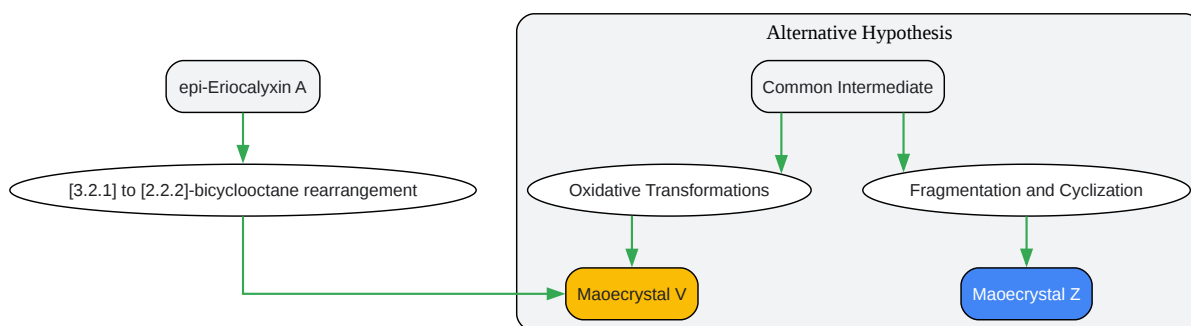 Alternative Hypothesis
epi-Eriocalyxin A
Common Intermediate
[3.2.1] to [2.2.2]-bicyclooctane rearrangement
Oxidative Transformations
Fragmentation and Cyclization
Maoecrystal V
Maoecrystal Z